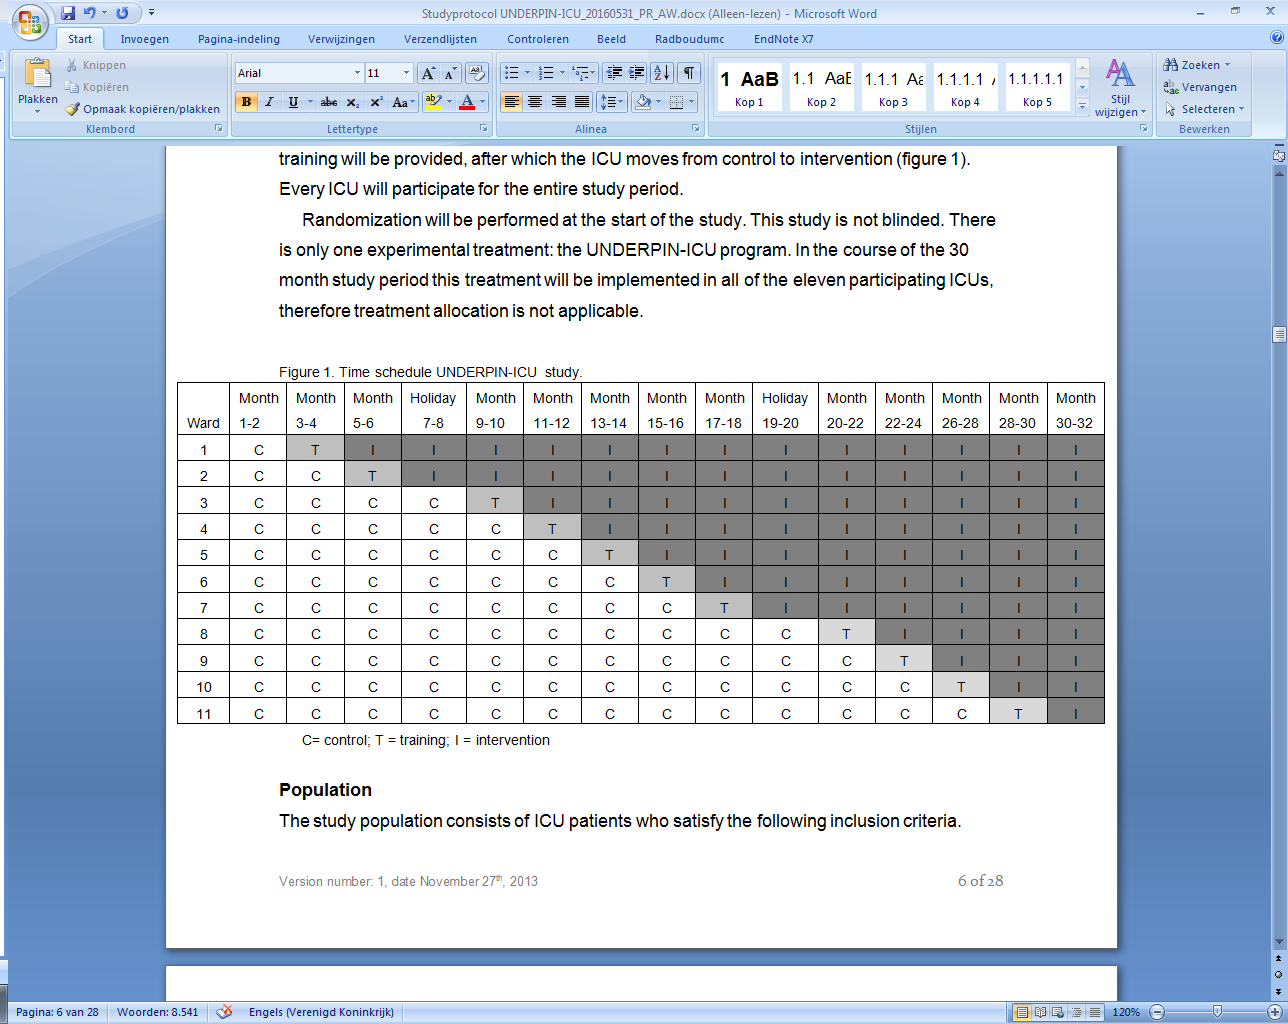 Studyprotocol UNDERPIN-ICU_20160531_PR_AW.docx (Alleen-lezen) - Microsoft Word
Start Invoegen Pagina-indeling Verwijzingen Verzendlijsten Controleren Beeld Radboudumc EndNote X7
Plakken
Knippen
Kopiëren
Opmaak kopiëren/plakken
Klembord
Arial 11
B I U abc x₂ x² Aa
Lettertype
Alinea
1 AaB 1.1 AaE 1.1.1 Aa 1.1.1.1 A 1.1.1.1.1
Kop 1 Kop 2 Kop 3 Kop 4 Kop 5
Stijl wijzigen
Stijlen
Zoeken
Vervangen
Selecteren
Bewerken
training will be provided, after which the ICU moves from control to intervention (figure 1).
Every ICU will participate for the entire study period.
Randomization will be performed at the start of the study. This study is not blinded. There
is only one experimental treatment: the UNDERPIN-ICU program. In the course of the 30
month study period this treatment will be implemented in all of the eleven participating ICUs,
therefore treatment allocation is not applicable.
Figure 1. Time schedule UNDERPIN-ICU study.
Month Month Month Holiday Month Month Month Month Month Holiday Month Month Month Month Month
Ward 1-2 3-4 5-6 7-8 9-10 11-12 13-14 15-16 17-18 19-20 20-22 22-24 26-28 28-30 30-32
1 C T I I I I I I I I I I I I I
2 C C T I I I I I I I I I I I I
3 C C C C T I I I I I I I I I I
4 C C C C C T I I I I I I I I I
5 C C C C C C T I I I I I I I I
6 C C C C C C C T I I I I I I I
7 C C C C C C C C T I I I I I I
8 C C C C C C C C C C T I I I I
9 C C C C C C C C C C C T I I I
10 C C C C C C C C C C C C T I I
11 C C C C C C C C C C C C C T I
C= control; T = training; I = intervention
Population
The study population consists of ICU patients who satisfy the following inclusion criteria.
Version number: 1, date November 27th, 2013 6 of 28
Pagina: 6 van 28 Woorden: 8.541 Engels (Verenigd Koninkrijk) 120%